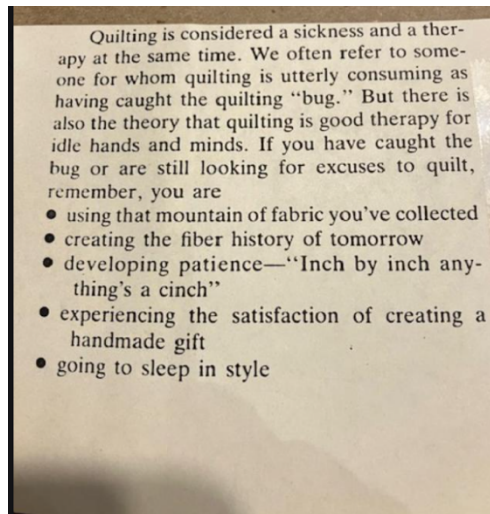 Quilting is considered a sickness and a ther-
apy at the same time. We often refer to some-
one for whom quilting is utterly consuming as
having caught the quilting “bug.” But there is
also the theory that quilting is good therapy for
idle hands and minds. If you have caught the
bug or are still looking for excuses to quilt,
remember, you are
• using that mountain of fabric you’ve collected
• creating the fiber history of tomorrow
• developing patience—“Inch by inch any-
thing’s a cinch”
• experiencing the satisfaction of creating a
handmade gift
• going to sleep in style